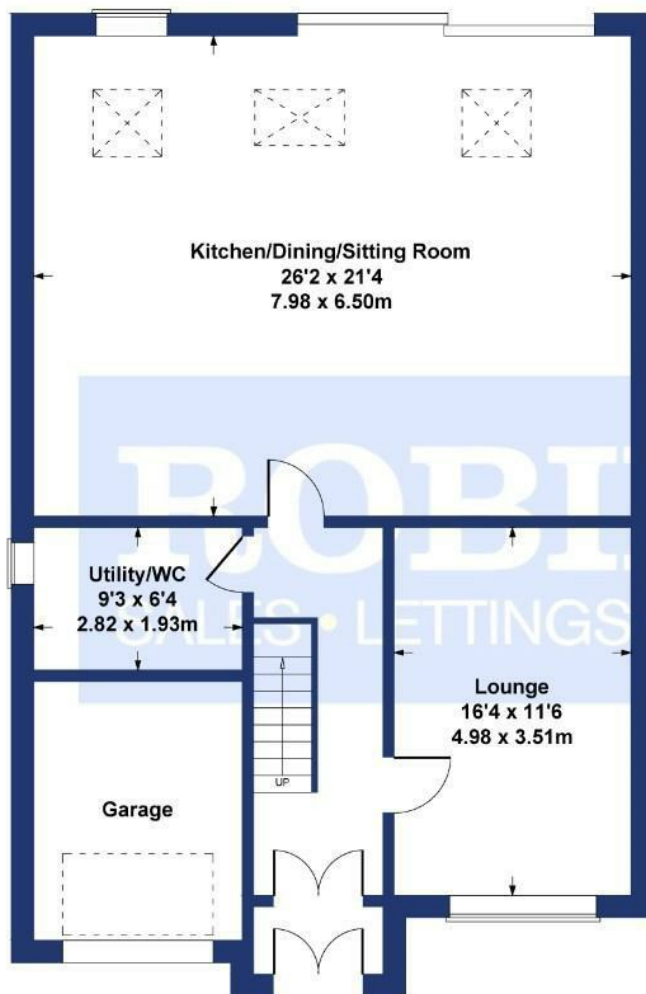 Kitchen/Dining/Sitting Room
26'2 x 21'4
7.98 x 6.50m
ROBI
SALES • LETTINGS
Utility/WC
9'3 x 6'4
2.82 x 1.93m
Lounge
16'4 x 11'6
4.98 x 3.51m
UP
Garage